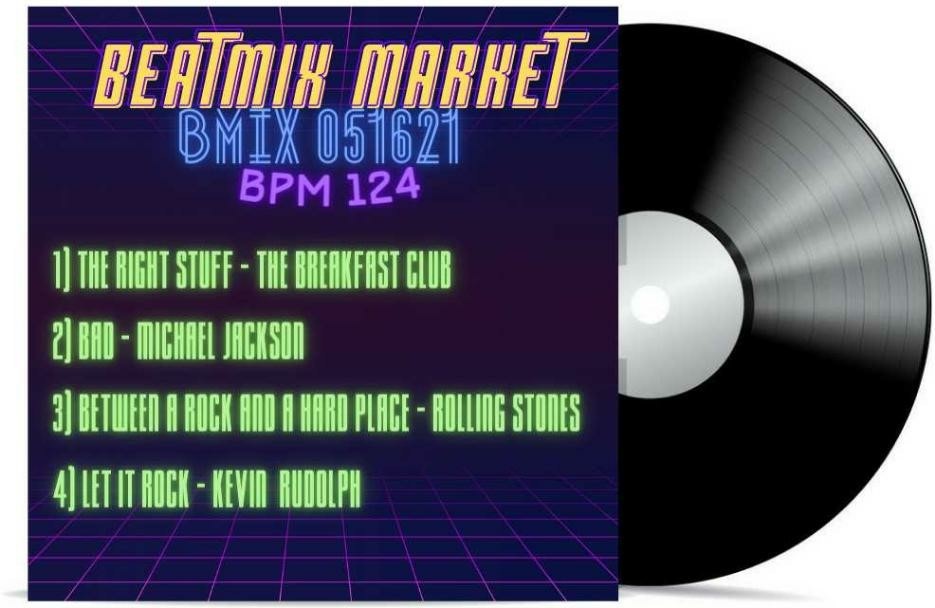 BEATMIX MARKET
BMIX 051621
BPM 124
1) THE RIGHT STUFF - THE BREAKFAST CLUB
2) BAD - MICHAEL JACKSON
3) BETWEEN A ROCK AND A HARD PLACE - ROLLING STONES
4) LET IT ROCK - KEVIN RUDOLPH